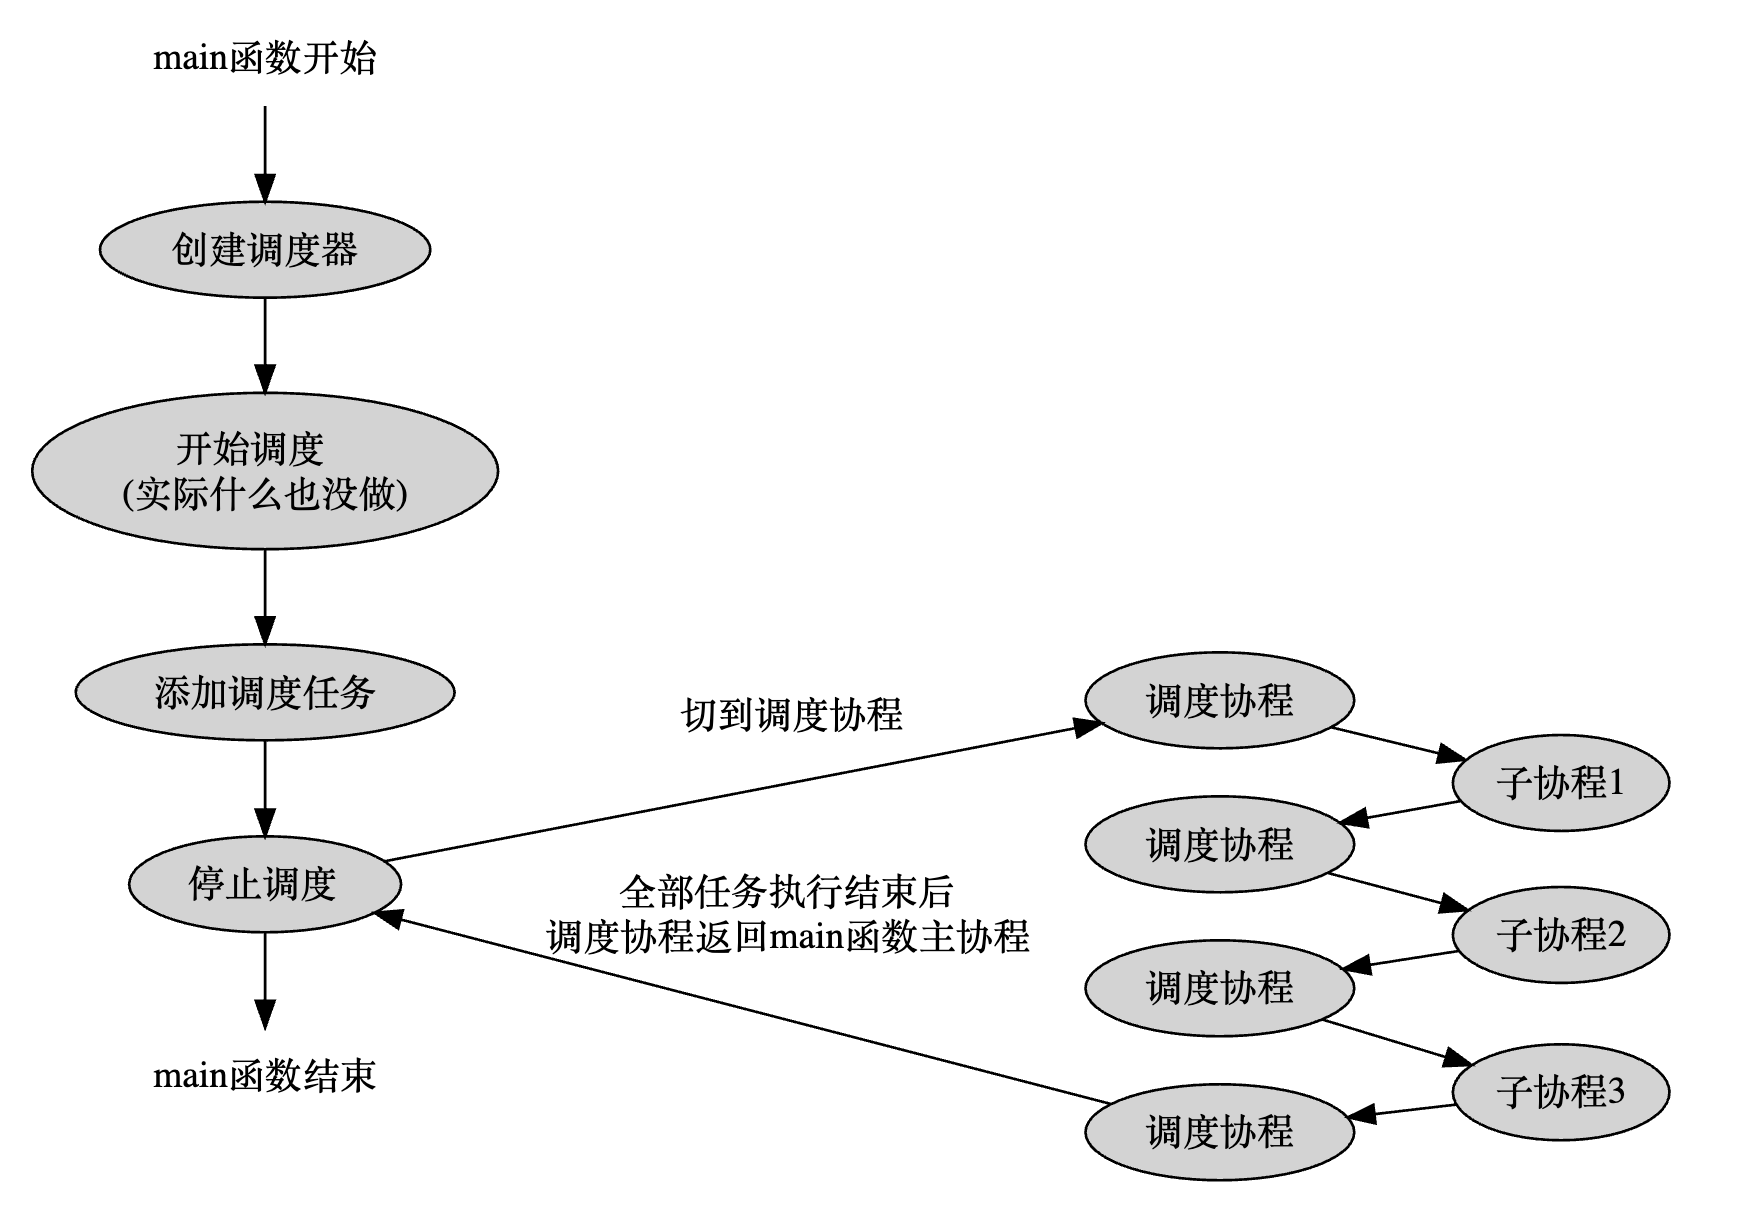 main函数开始
创建调度器
开始调度
(实际什么也没做)
添加调度任务
停止调度
main函数结束
切到调度协程
全部任务执行结束后
调度协程返回main函数主协程
调度协程
子协程1
调度协程
子协程2
调度协程
子协程3
调度协程